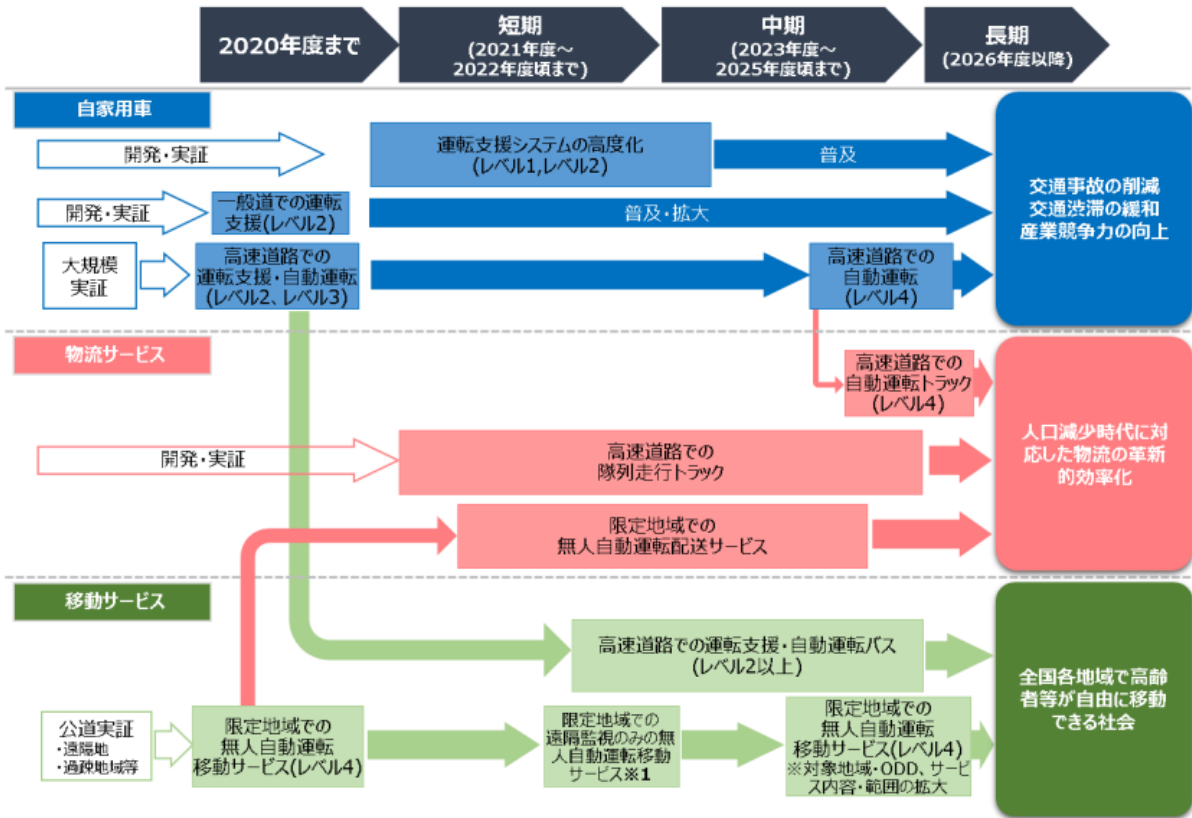 2020年度まで
短期
(2021年度～
2022年度頃まで)
中期
(2023年度～
2025年度頃まで)
長期
(2026年度以降)
自家用車
開発・実証
運転支援システムの高度化
(レベル1,レベル2)
普及
開発・実証
一般道での運転
支援(レベル2)
普及・拡大
大規模
実証
高速道路での
運転支援・自動運転
(レベル2、レベル3)
高速道路での
自動運転
(レベル4)
交通事故の削減
交通渋滞の緩和
産業競争力の向上
物流サービス
高速道路での
自動運転トラック
(レベル4)
開発・実証
高速道路での
隊列走行トラック
限定地域での
無人自動運転配送サービス
人口減少時代に対
応した物流の革新
的効率化
移動サービス
高速道路での運転支援・自動運転バス
(レベル2以上)
公道実証
・遠隔地
・過疎地域等
限定地域での
無人自動運転
移動サービス(レベル4)
限定地域での
遠隔監視のみの無
人自動運転移動
サービス※1
限定地域での
無人自動運転
移動サービス(レベル4)
※対象地域・ODD、サービ
ス内容・範囲の拡大
全国各地域で高齢
者等が自由に移動
できる社会